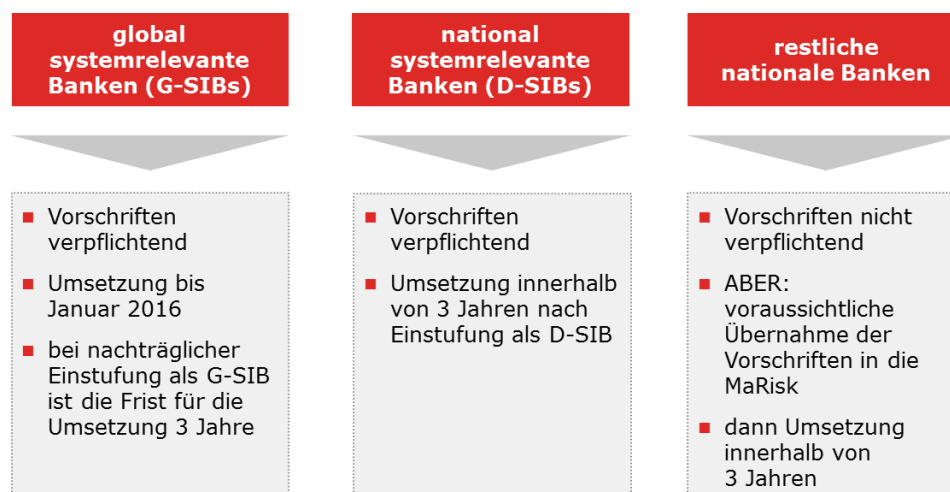 global
systemrelevante
Banken (G-SIBs)
national
systemrelevante
Banken (D-SIBs)
restliche
nationale Banken
Vorschriften
verpflichtend
Umsetzung bis
Januar 2016
bei nachträglicher
Einstufung als G-SIB
ist die Frist für die
Umsetzung 3 Jahre
Vorschriften
verpflichtend
Umsetzung innerhalb
von 3 Jahren nach
Einstufung als D-SIB
Vorschriften nicht
verpflichtend
ABER:
voraussichtliche
Übernahme der
Vorschriften in die
MaRisk
dann Umsetzung
innerhalb von
3 Jahren